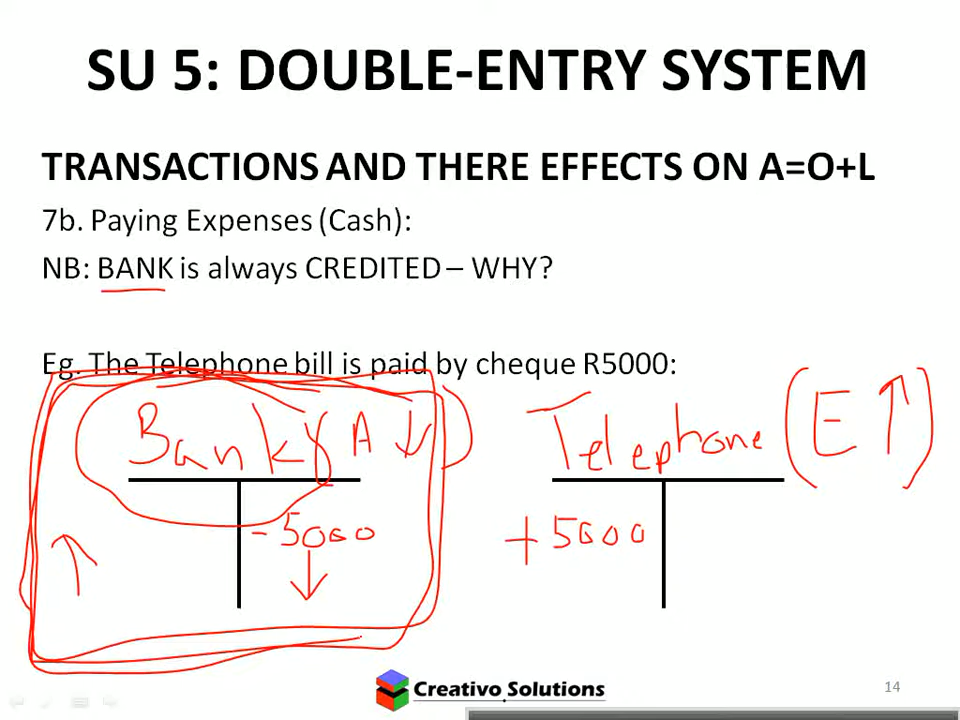 SU 5: DOUBLE-ENTRY SYSTEM
TRANSACTIONS AND THERE EFFECTS ON A=O+L
7b. Paying Expenses (Cash):
NB: BANK is always CREDITED – WHY?
Eg. The Telephone bill is paid by cheque R5000:
Bank (A ↓) Telephone (E ↑)
↑ - 5000 ↓ + 5000
Creativo Solutions
14